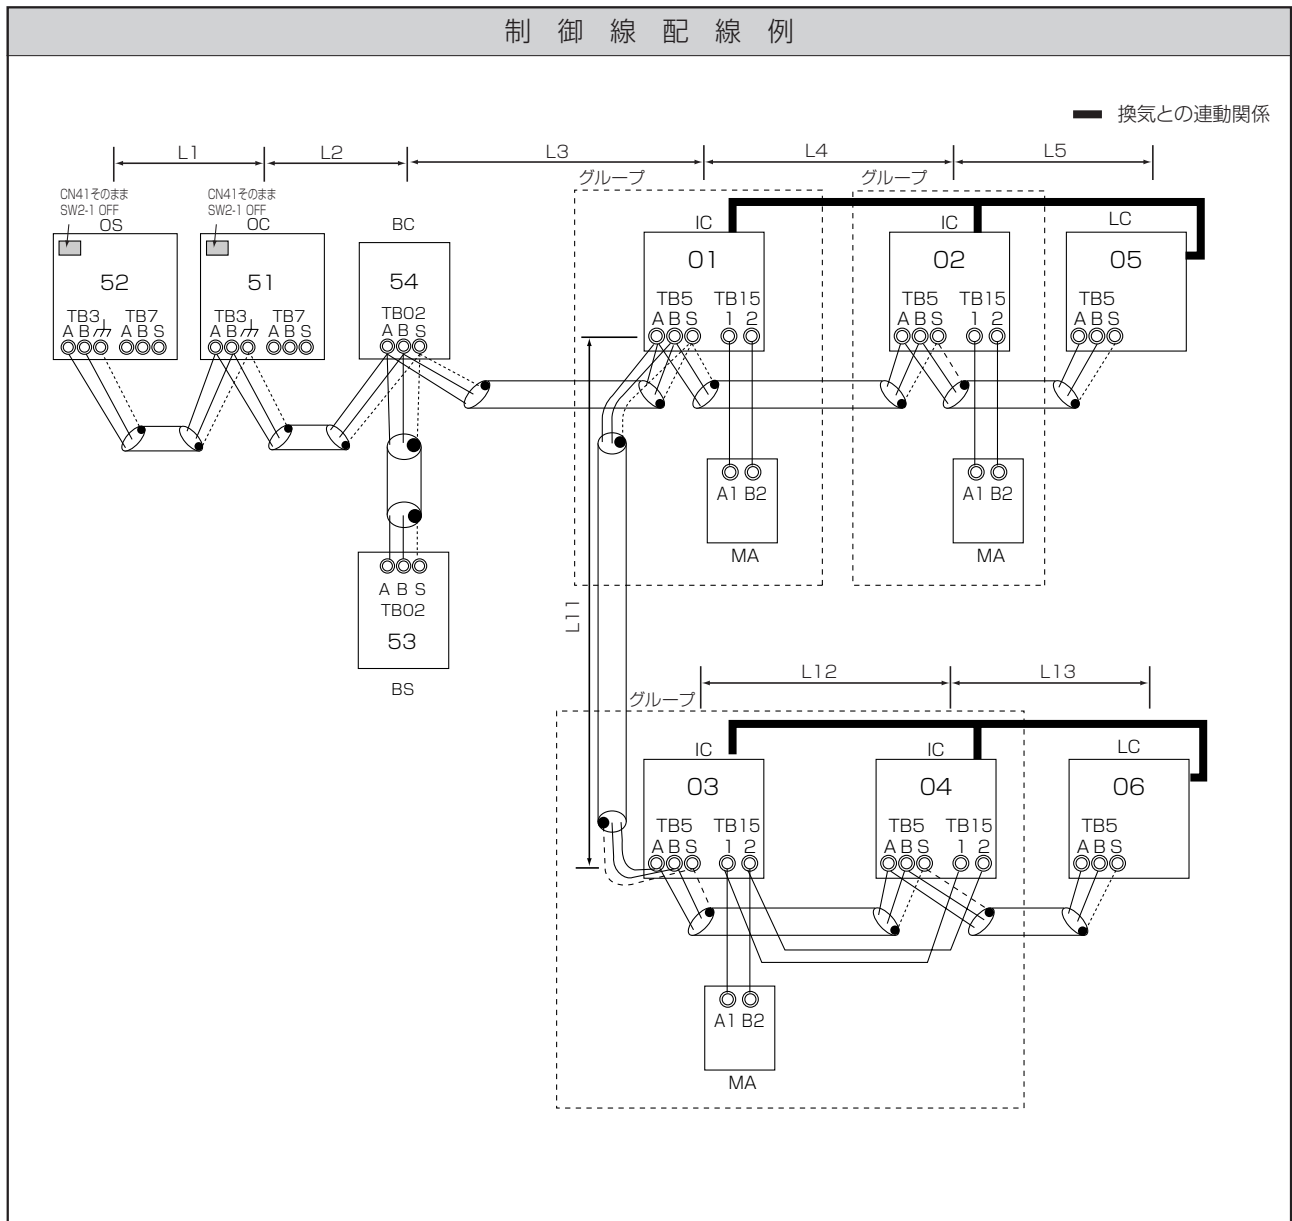 制御線配線例
換気との連動関係
L1 L2 L3 L4 L5
グループ グループ
CN41そのまま CN41そのまま
SW2-1 OFF SW2-1 OFF
OS OC BC IC IC LC
52 51 54 01 02 05
TB3 TB7 TB3 TB7 TB02 TB5 TB15 TB5 TB15 TB5
A B A B S A B A B S A B S A B S 1 2 A B S 1 2 A B S
A1 B2 A1 B2
MA MA
A B S
TB02
53
BS
L11
L12 L13
グループ
IC IC LC
03 04 06
TB5 TB15 TB5 TB15 TB5
A B S 1 2 A B S 1 2 A B S
A1 B2
MA